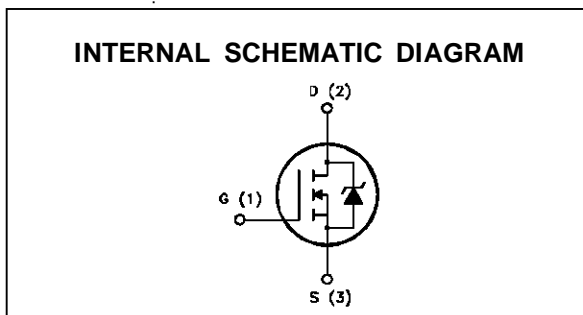 INTERNAL SCHEMATIC DIAGRAM
D (2)
G (1)
S (3)